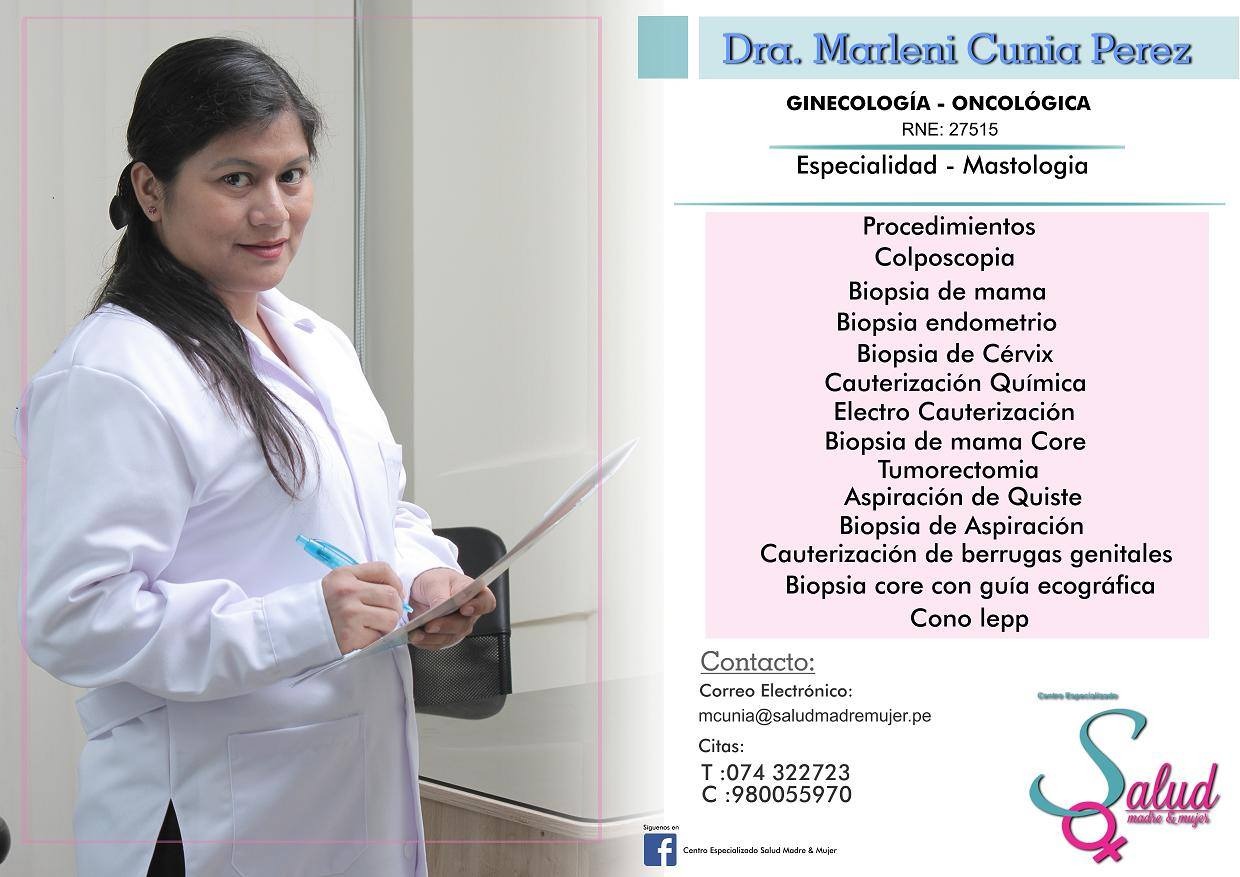 Dra. Marleni Cunia Perez
GINECOLOGÍA - ONCOLÓGICA
RNE: 27515
Especialidad - Mastologia
Procedimientos
Colposcopia
Biopsia de mama
Biopsia endometrio
Biopsia de Cérvix
Cauterización Química
Electro Cauterización
Biopsia de mama Core
Tumorectomia
Aspiración de Quiste
Biopsia de Aspiración
Cauterización de berrugas genitales
Biopsia core con guía ecográfica
Cono lepp
Contacto:
Correo Electrónico:
mcunia@saludmadremujer.pe
Citas:
T :074 322723
C :980055970
Siguenos en
f Centro Especializado Salud Madre & Mujer
Centro Especializado
Salud
madre & mujer